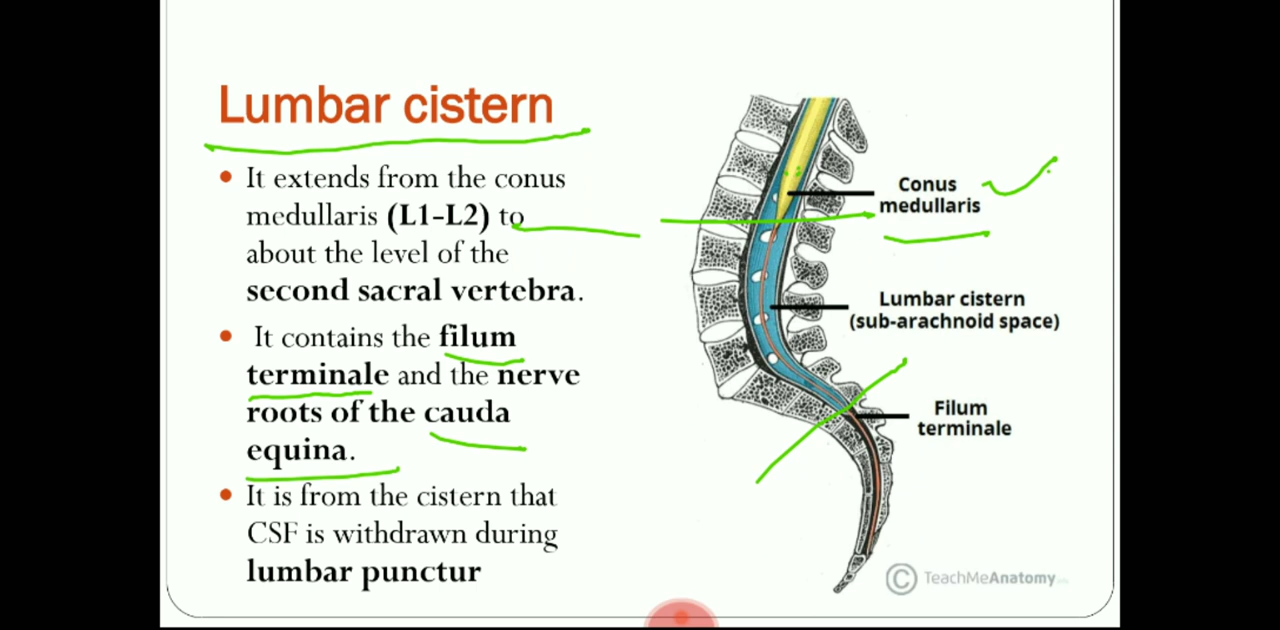 Lumbar cistern
It extends from the conus
medullaris (L1-L2) to
about the level of the
second sacral vertebra.
It contains the filum
terminale and the nerve
roots of the cauda
equina.
It is from the cistern that
CSF is withdrawn during
lumbar punctur
Conus
medullaris
Lumbar cistern
(sub-arachnoid space)
Filum
terminale
© TeachMeAnatomy